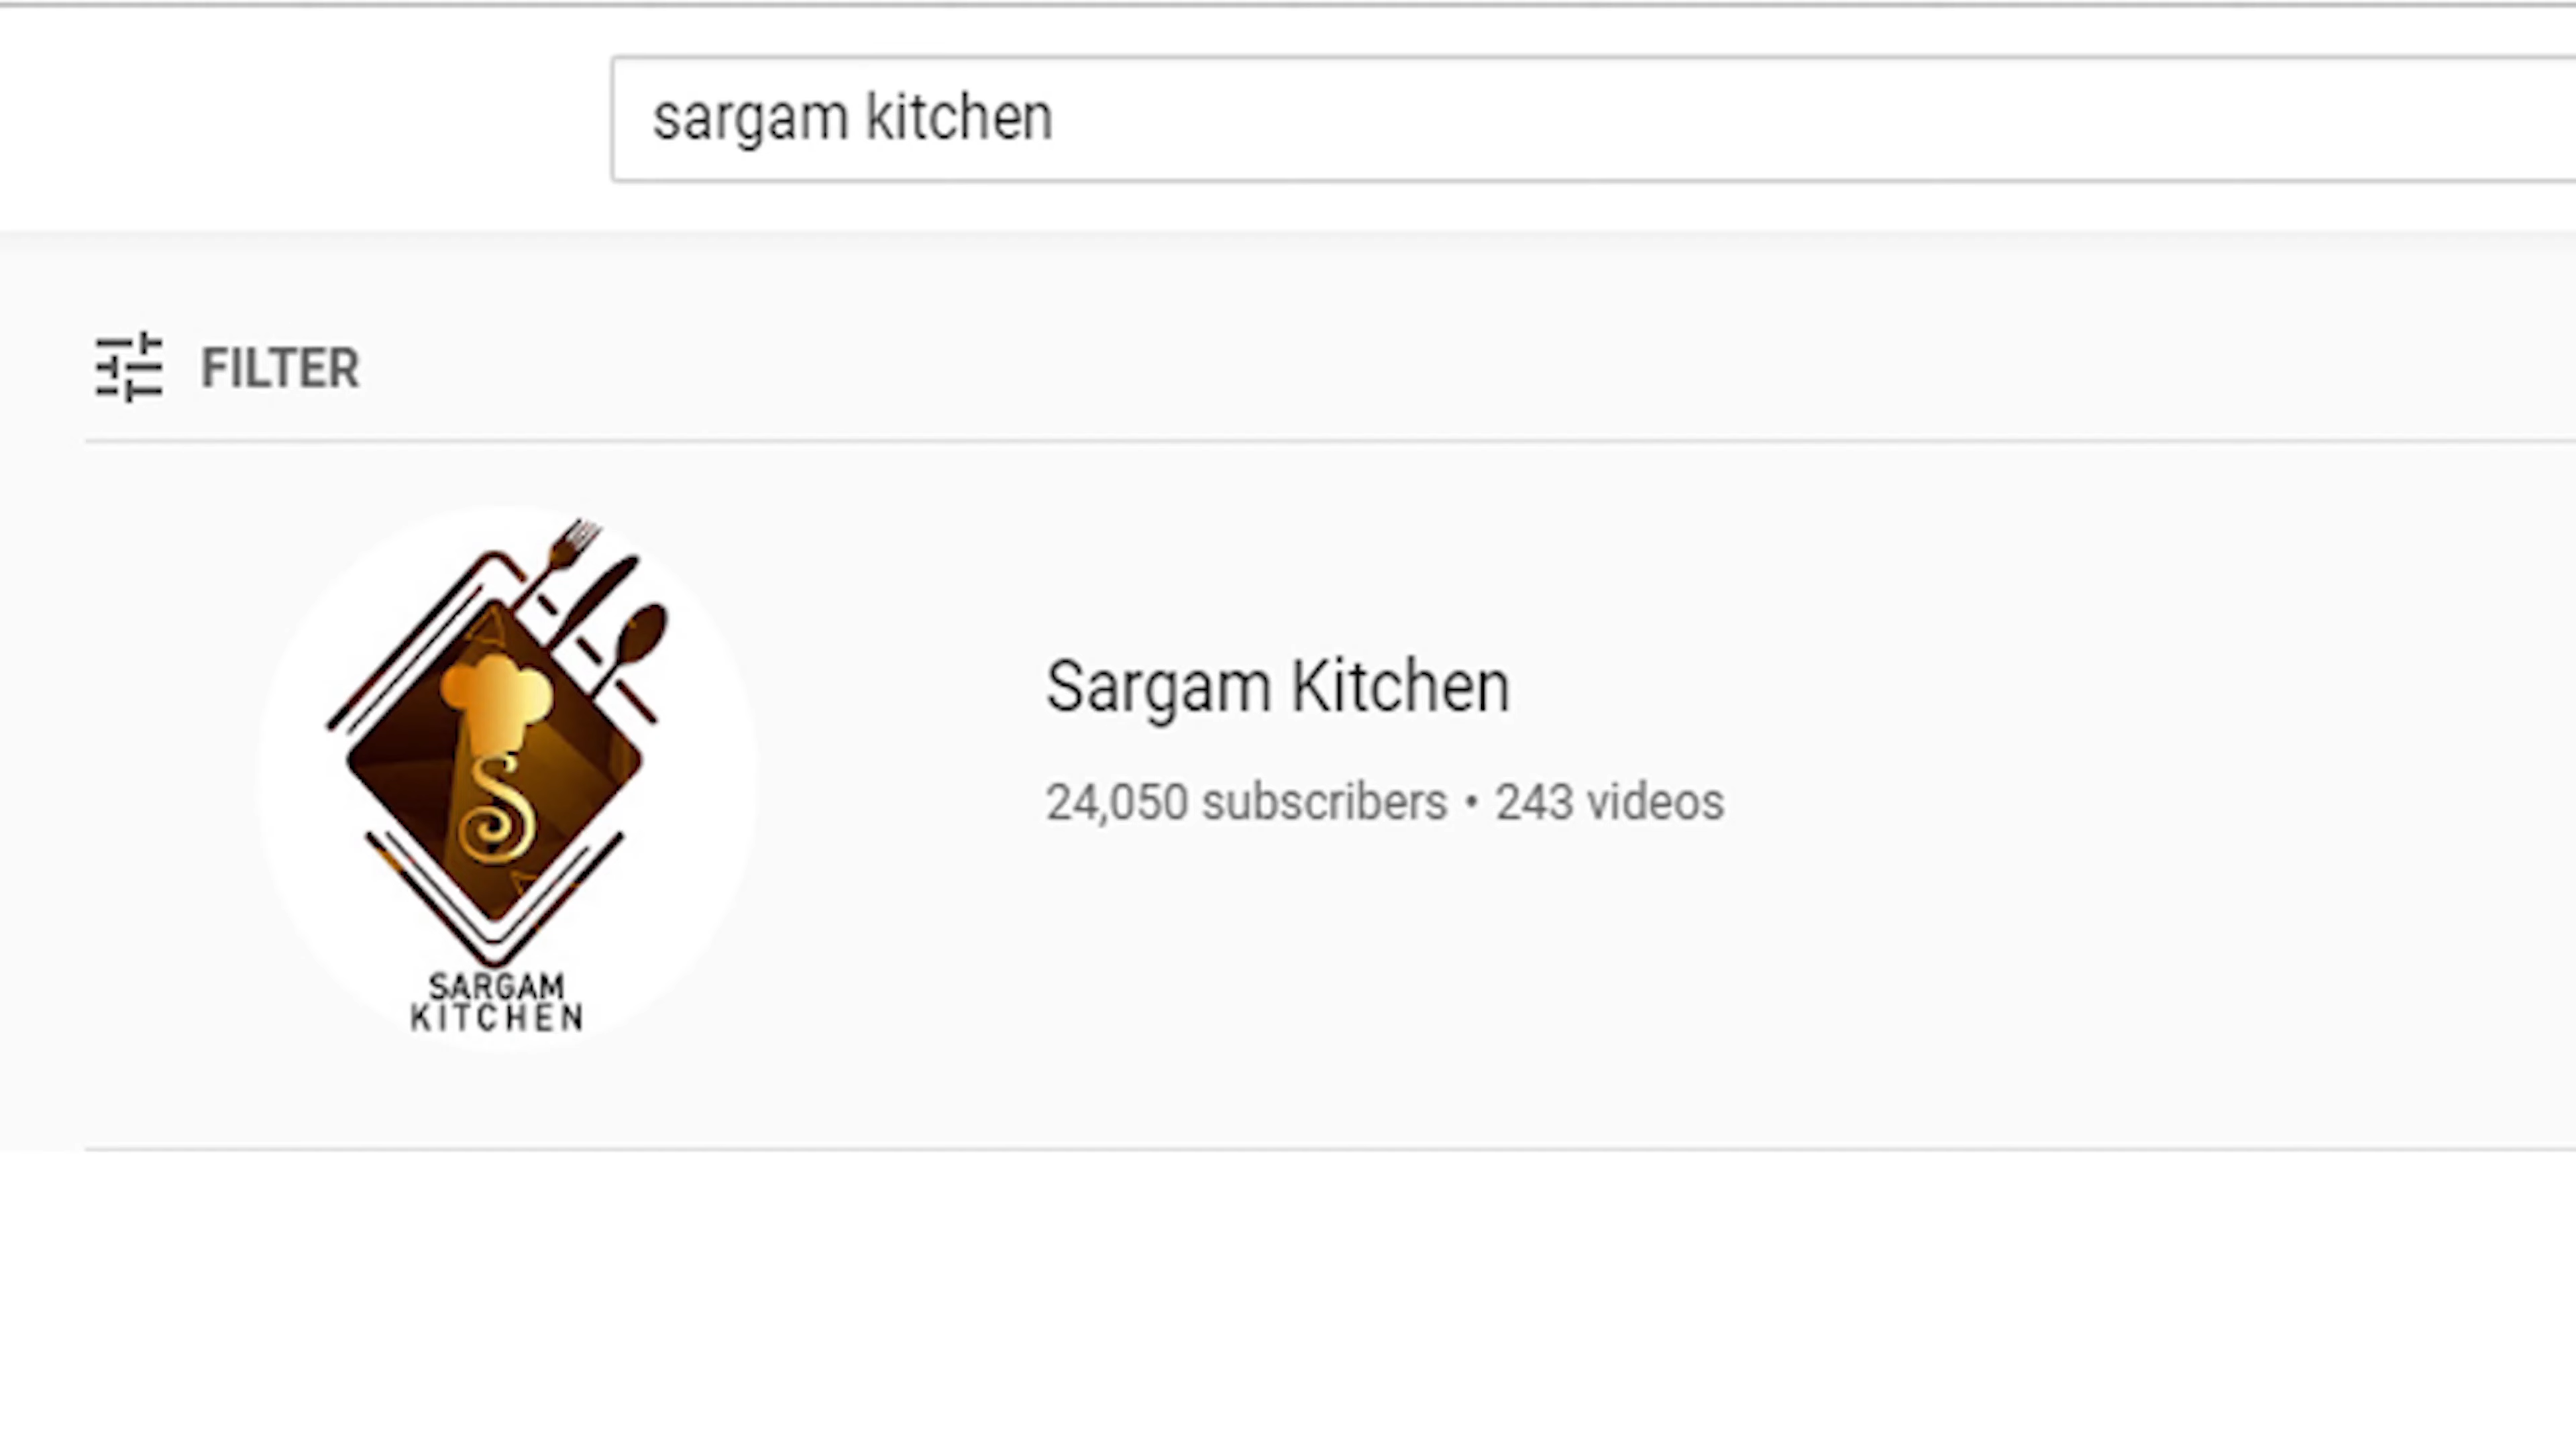 sargam kitchen
FILTER
S
SARGAM
KITCHEN
Sargam Kitchen
24,050 subscribers • 243 videos